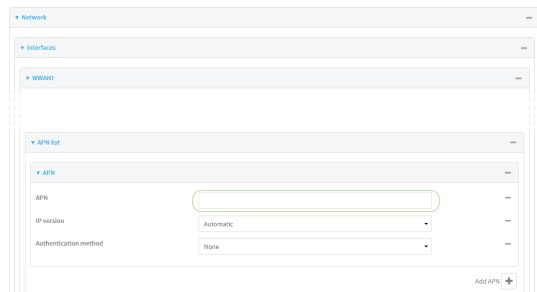 Network
Interfaces
WWAN1
APN list
APN
APN
IP version
Automatic
Authentication method
None
Add APN